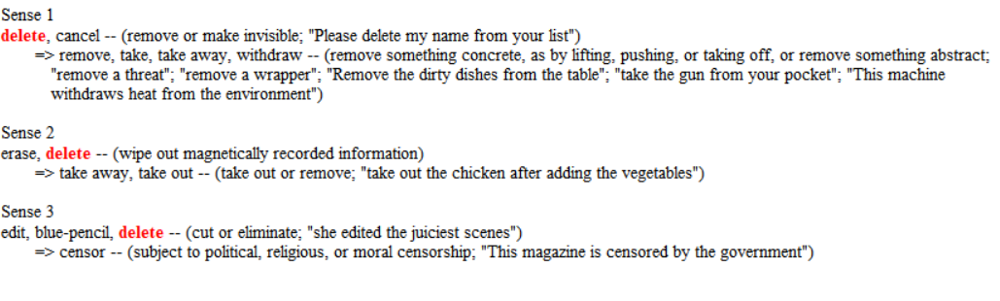 Sense 1
delete, cancel -- (remove or make invisible; "Please delete my name from your list")
=> remove, take, take away, withdraw -- (remove something concrete, as by lifting, pushing, or taking off, or remove something abstract;
"remove a threat"; "remove a wrapper"; "Remove the dirty dishes from the table"; "take the gun from your pocket"; "This machine
withdraws heat from the environment")
Sense 2
erase, delete -- (wipe out magnetically recorded information)
=> take away, take out -- (take out or remove; "take out the chicken after adding the vegetables")
Sense 3
edit, blue-pencil, delete -- (cut or eliminate; "she edited the juiciest scenes")
=> censor -- (subject to political, religious, or moral censorship; "This magazine is censored by the government")